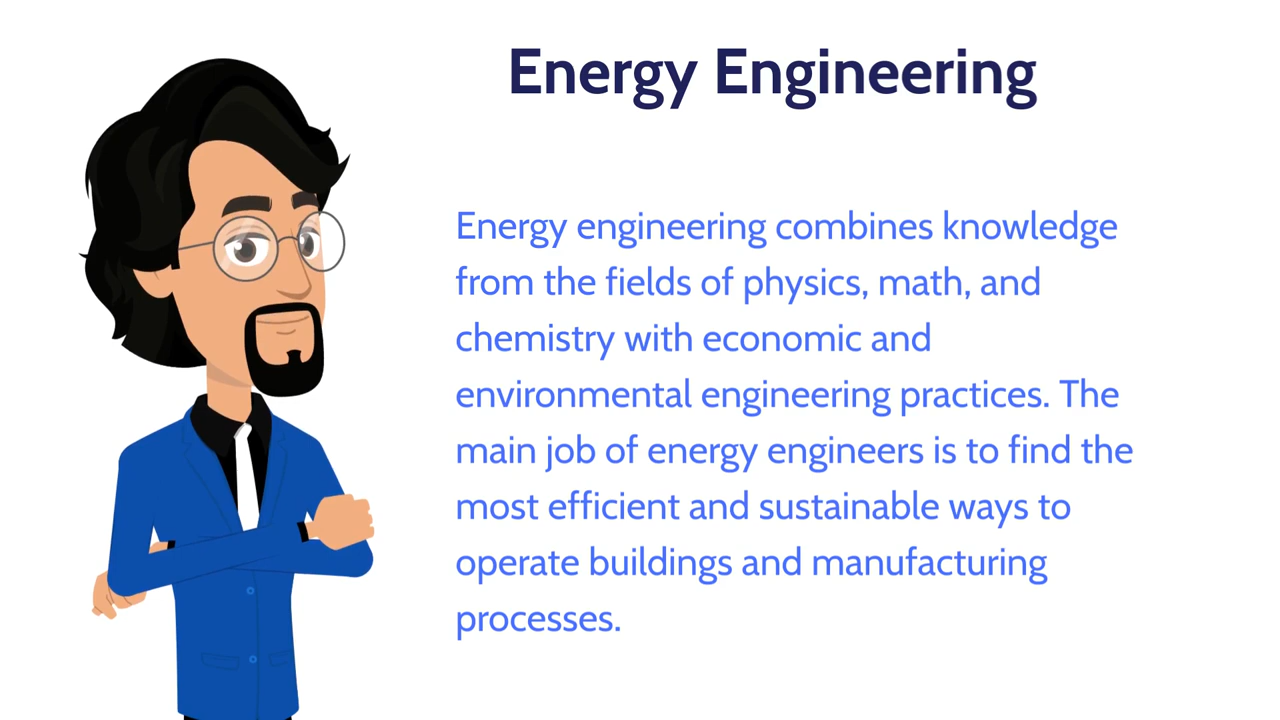 Energy Engineering
Energy engineering combines knowledge
from the fields of physics, math, and
chemistry with economic and
environmental engineering practices. The
main job of energy engineers is to find the
most efficient and sustainable ways to
operate buildings and manufacturing
processes.